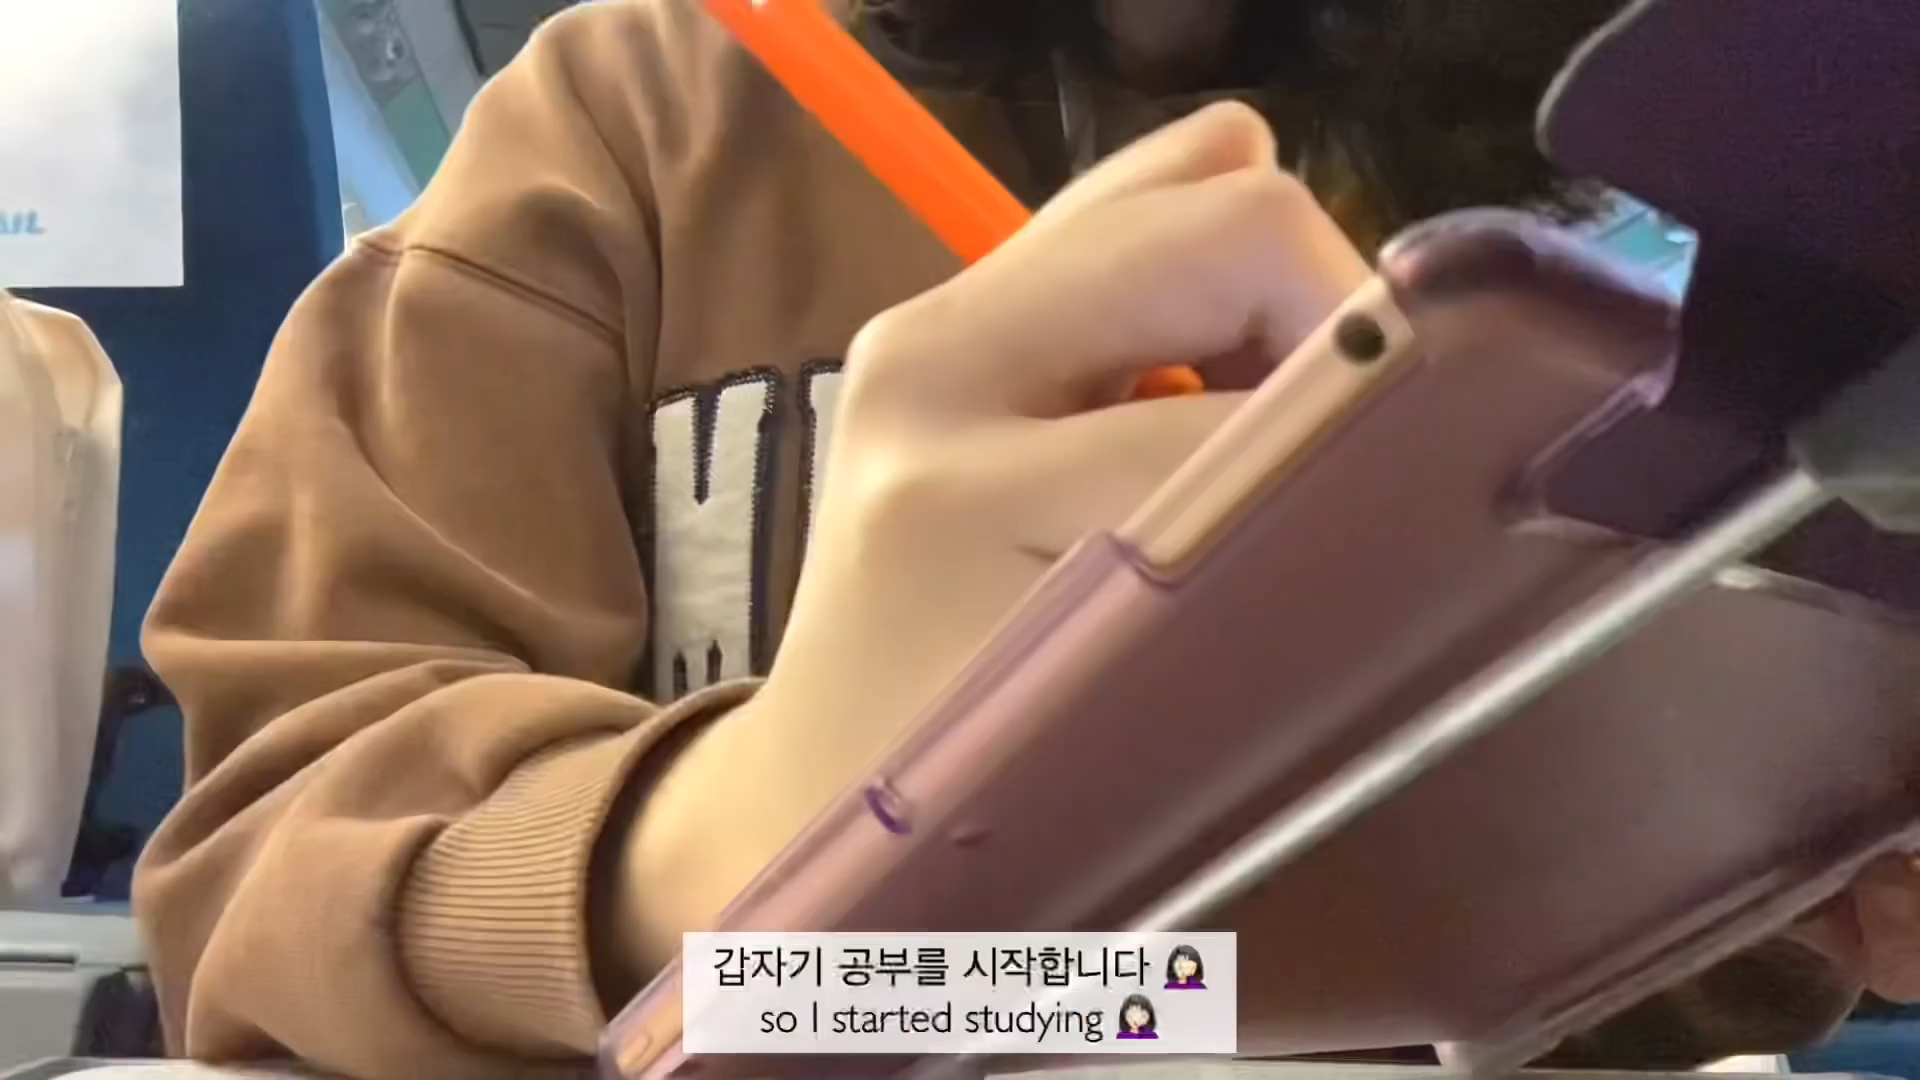 갑자기 공부를 시작합니다 🤦🏻‍♀️
so I started studying 🤦🏻‍♀️